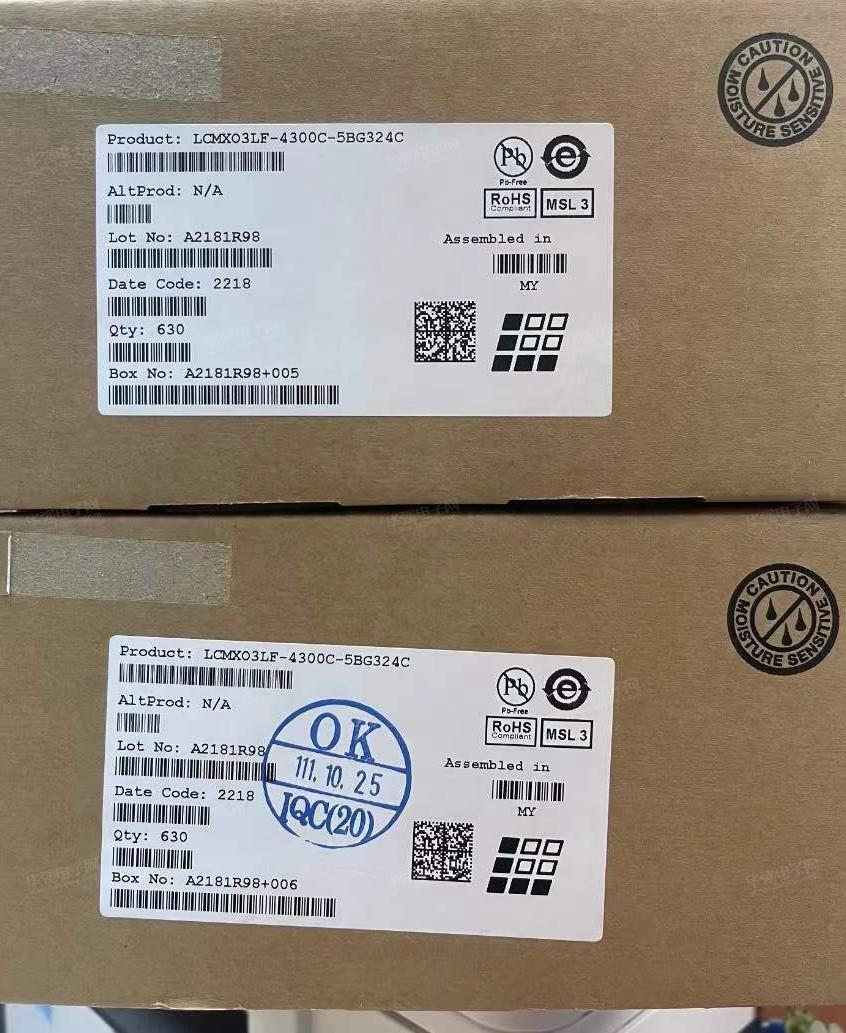 CAUTION
MOISTURE SENSITIVE
Product: LCMXO3LF-4300C-5BG324C
Pb
Pb-Free
e
AltProd: N/A
RoHS
Compliant
MSL 3
Lot No: A2181R98
Assembled in
Date Code: 2218
MY
Qty: 630
Box No: A2181R98+005
CAUTION
MOISTURE SENSITIVE
Product: LCMXO3LF-4300C-5BG324C
Pb
Pb-Free
e
AltProd: N/A
RoHS
Compliant
MSL 3
OK
Lot No: A2181R98
111.10.25
Assembled in
Date Code: 2218
IQC(20)
MY
Qty: 630
Box No: A2181R98+006